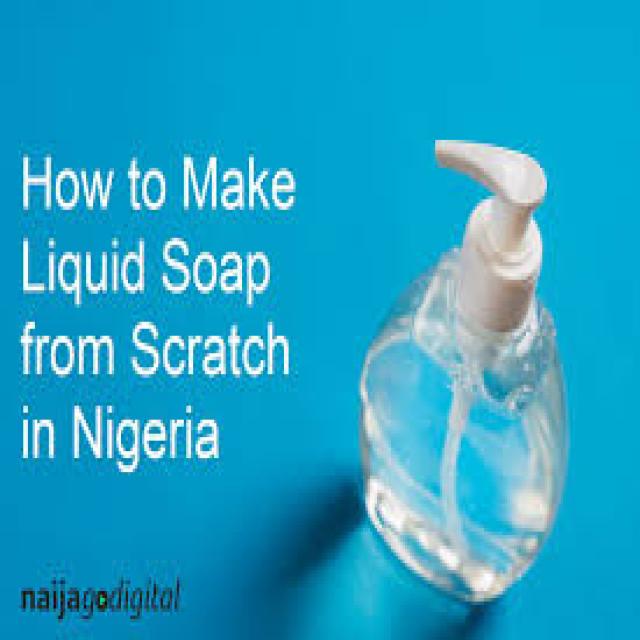 How to Make
Liquid Soap
from Scratch
in Nigeria
naijagodigital